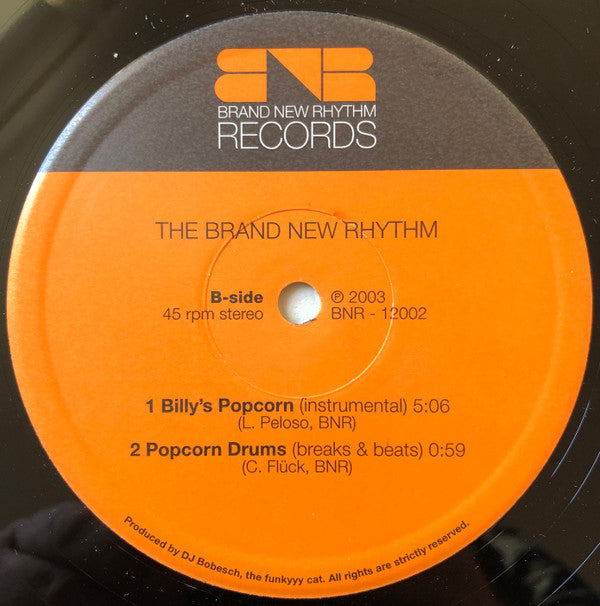 BNR
BRAND NEW RHYTHM
RECORDS
THE BRAND NEW RHYTHM
B-side ℗ 2003
45 rpm stereo BNR - 12002
1 Billy's Popcorn (instrumental) 5:06
(L. Peloso, BNR)
2 Popcorn Drums (breaks & beats) 0:59
(C. Flück, BNR)
Produced by DJ Bobesch, the funkyyy cat. All rights are strictly reserved.